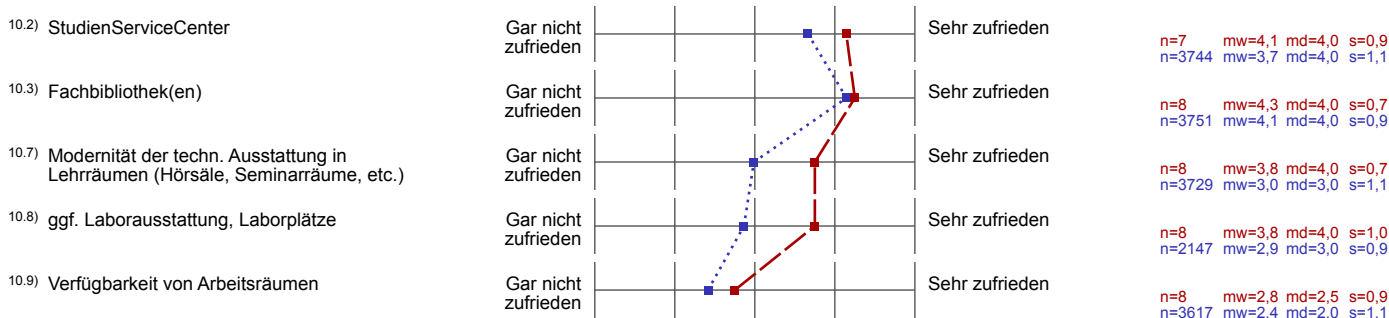 10.2) StudienServiceCenter
Gar nicht
zufrieden
Sehr zufrieden
n=7 mw=4,1 md=4,0 s=0,9
n=3744 mw=3,7 md=4,0 s=1,1
10.3) Fachbibliothek(en)
Gar nicht
zufrieden
Sehr zufrieden
n=8 mw=4,3 md=4,0 s=0,7
n=3751 mw=4,1 md=4,0 s=0,9
10.7) Modernität der techn. Ausstattung in
Lehrräumen (Hörsäle, Seminarräume, etc.)
Gar nicht
zufrieden
Sehr zufrieden
n=8 mw=3,8 md=4,0 s=0,7
n=3729 mw=3,0 md=3,0 s=1,1
10.8) ggf. Laborausstattung, Laborplätze
Gar nicht
zufrieden
Sehr zufrieden
n=8 mw=3,8 md=4,0 s=1,0
n=2147 mw=2,9 md=3,0 s=0,9
10.9) Verfügbarkeit von Arbeitsräumen
Gar nicht
zufrieden
Sehr zufrieden
n=8 mw=2,8 md=2,5 s=0,9
n=3617 mw=2,4 md=2,0 s=1,1